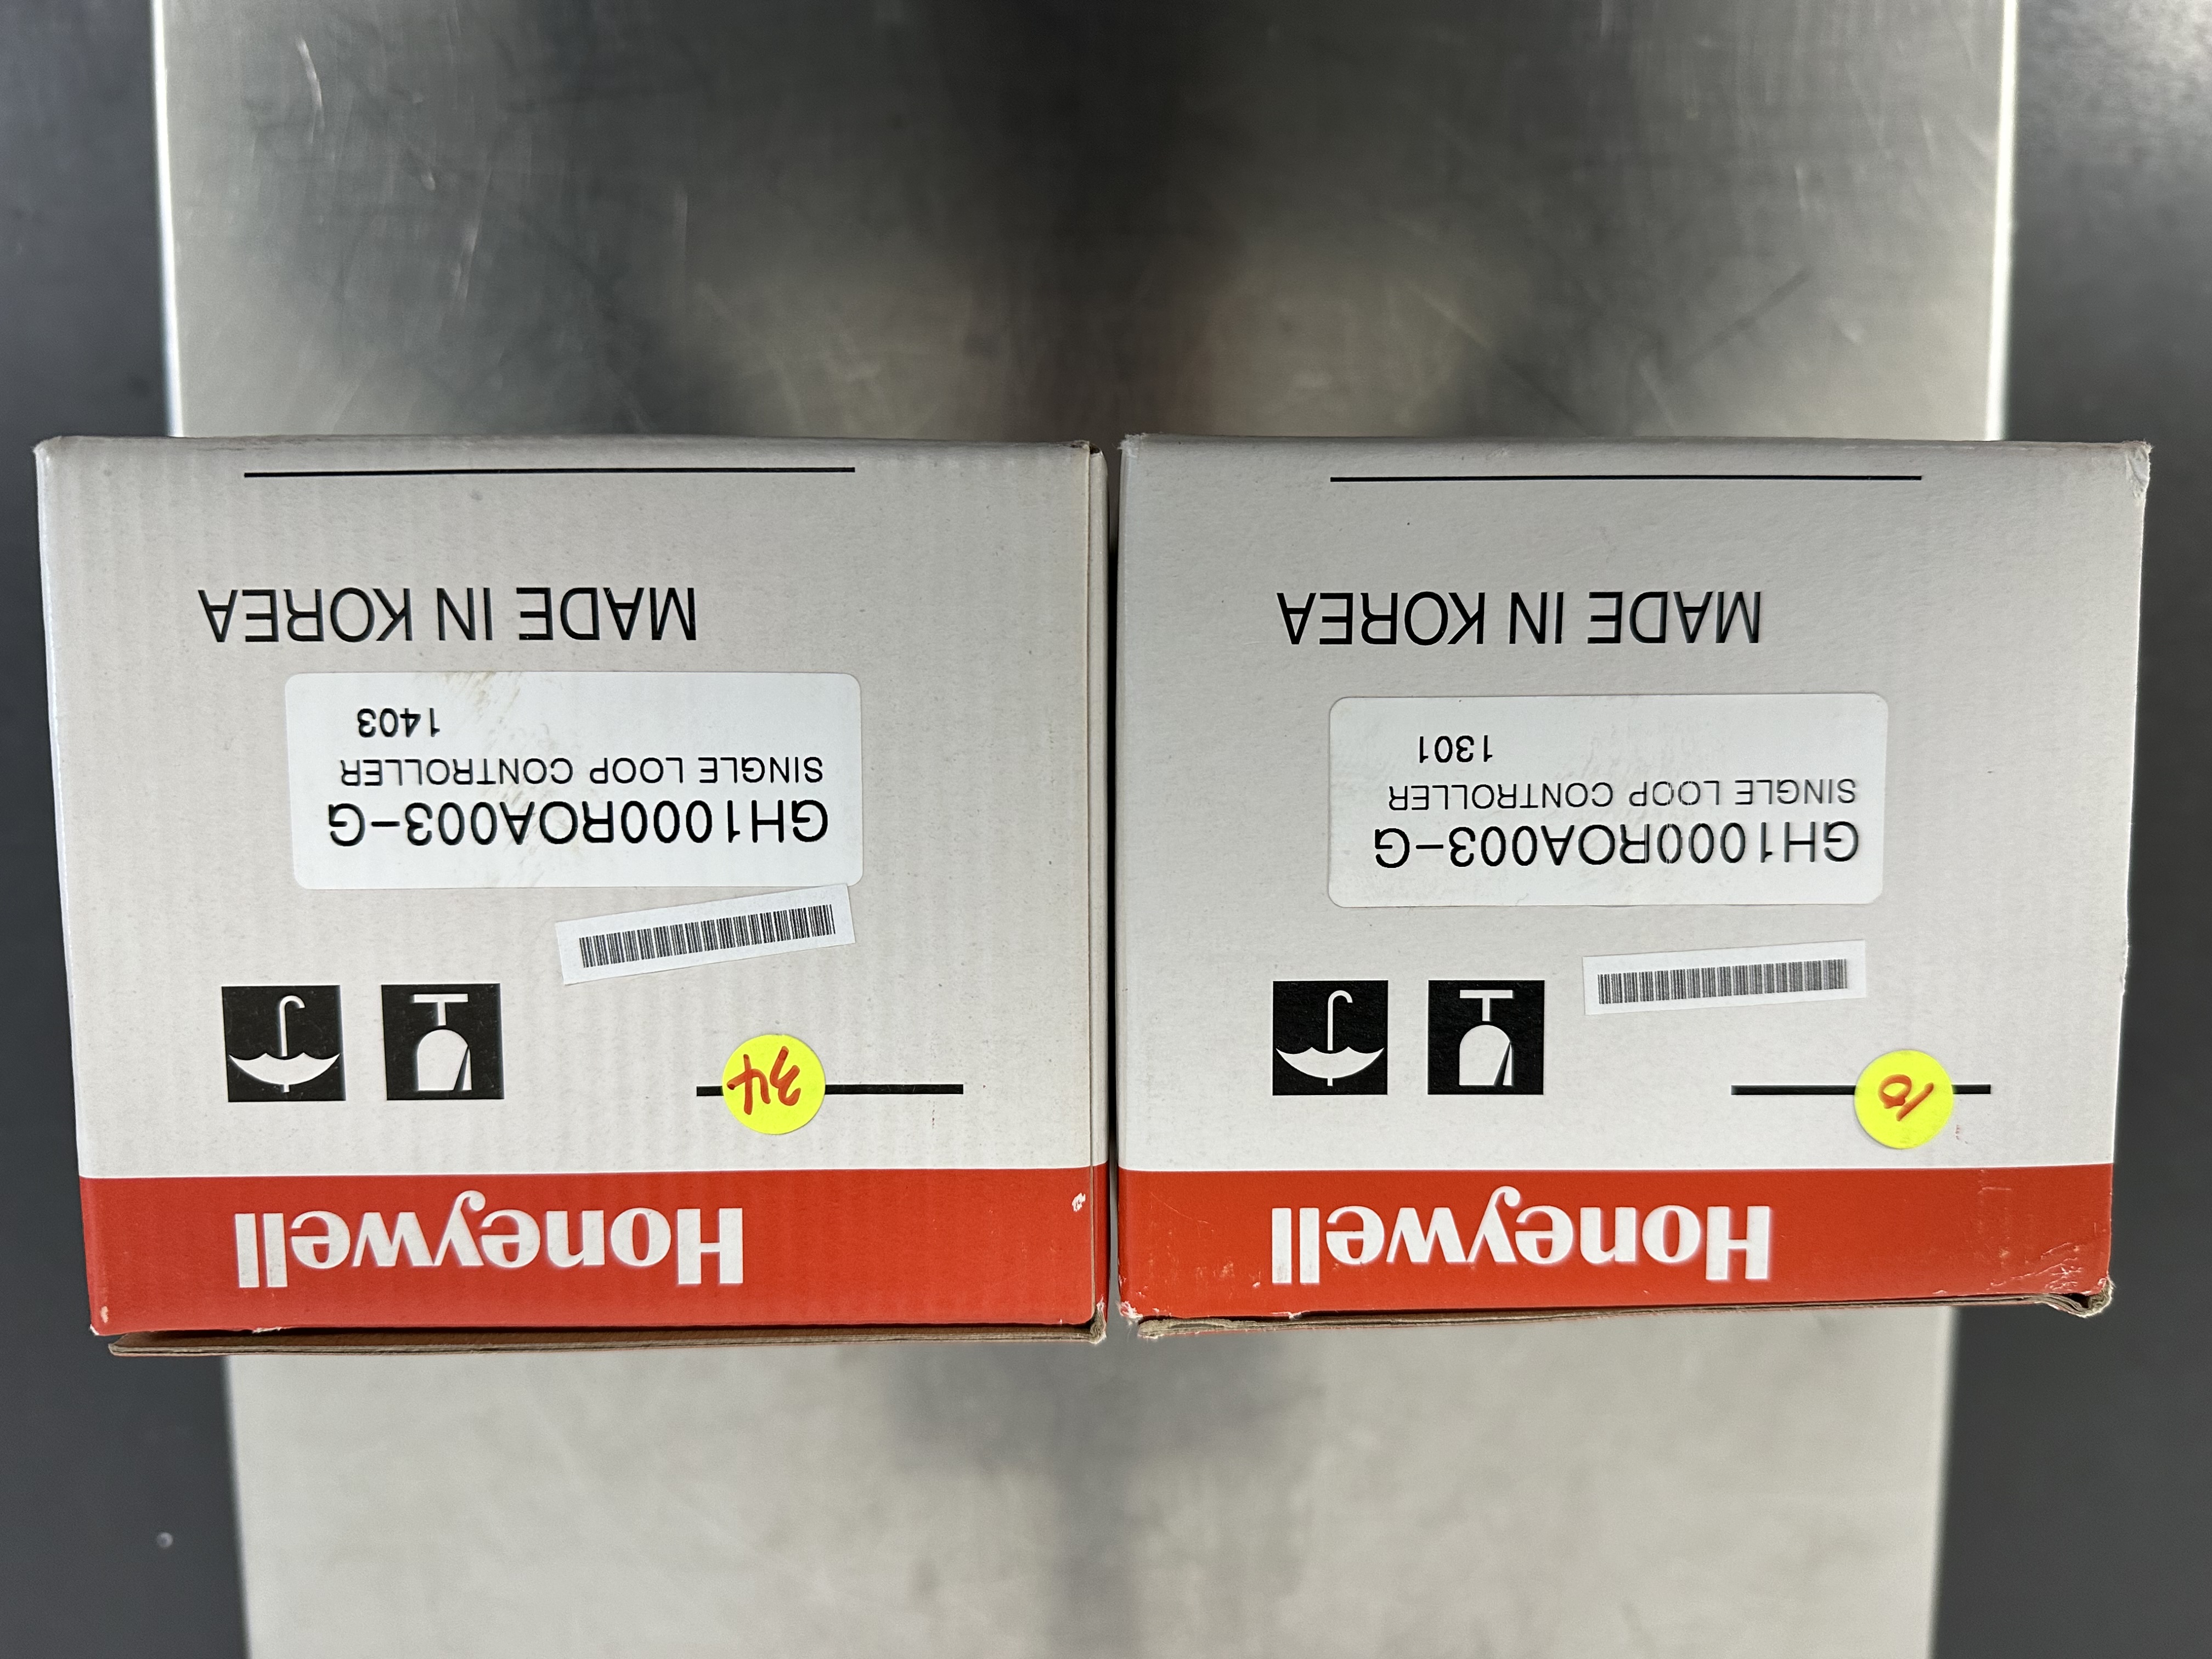 Honeywell
10
GH1000ROA003-G
SINGLE LOOP CONTROLLER
1301
MADE IN KOREA
Honeywell
34
GH1000ROA003-G
SINGLE LOOP CONTROLLER
1403
MADE IN KOREA